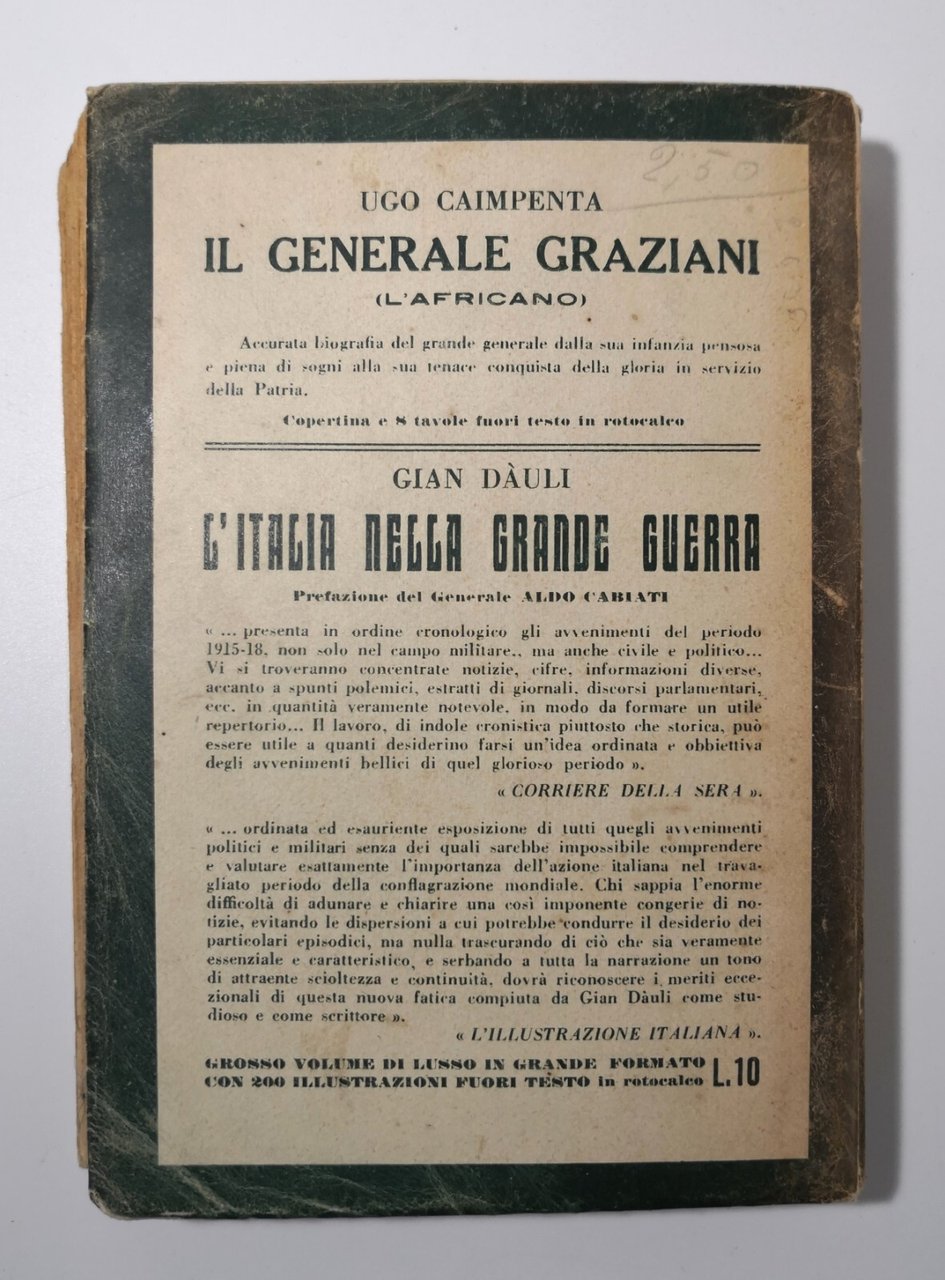 2,50
UGO CAIMPENTA
IL GENERALE GRAZIANI
(L'AFRICANO)
Accurata biografia del grande generale dalla sua infanzia pensosa
e piena di sogni alla sua tenace conquista della gloria in servizio
della Patria.
Copertina e 8 tavole fuori testo in rotocalco
GIAN DÀULI
L'ITALIA NELLA GRANDE GUERRA
Prefazione del Generale ALDO CABIATI
« ... presenta in ordine cronologico gli avvenimenti del periodo
1915-18, non solo nel campo militare., ma anche civile e politico...
Vi si troveranno concentrate notizie, cifre, informazioni diverse,
accanto a spunti polemici, estratti di giornali, discorsi parlamentari,
ecc. in quantità veramente notevole, in modo da formare un utile
repertorio... Il lavoro, di indole cronistica piuttosto che storica, può
essere utile a quanti desiderino farsi un'idea ordinata e obbiettiva
degli avvenimenti bellici di quel glorioso periodo ».
« CORRIERE DELLA SERA ».
« ... ordinata ed esauriente esposizione di tutti quegli avvenimenti
politici e militari senza dei quali sarebbe impossibile comprendere
e valutare esattamente l'importanza dell'azione italiana nel trava-
gliato periodo della conflagrazione mondiale. Chi sappia l'enorme
difficoltà di adunare e chiarire una così imponente congerie di no-
tizie, evitando le dispersioni a cui potrebbe condurre il desiderio dei
particolari episodici, ma nulla trascurando di ciò che sia veramente
essenziale e caratteristico, e serbando a tutta la narrazione un tono
di attraente scioltezza e continuità, dovrà riconoscere i meriti ecce-
zionali di questa nuova fatica compiuta da Gian Dàuli come stu-
dioso e come scrittore ».
« L'ILLUSTRAZIONE ITALIANA ».
GROSSO VOLUME DI LUSSO IN GRANDE FORMATO
CON 200 ILLUSTRAZIONI FUORI TESTO in rotocalco L. 10